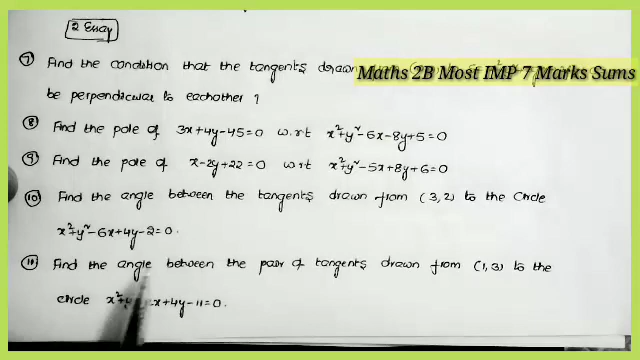 2 Essay
⑦ Find the condition that the tangents drawn
Maths 2B Most IMP 7 Marks Sums
be perpendicular to eachother ?
⑧ Find the pole of 3x+4y-45=0 w.r.t x²+y²-6x-8y+5=0
⑨ Find the pole of x-2y+22=0 w.r.t x²+y²-5x+8y+6=0
⑩ Find the angle between the tangents drawn from (3,2) to the Circle
x²+y²-6x+4y-2=0.
⑪ Find the angle between the pair of tangents drawn from (1,3) to the
circle x²+ x+4y-11=0.